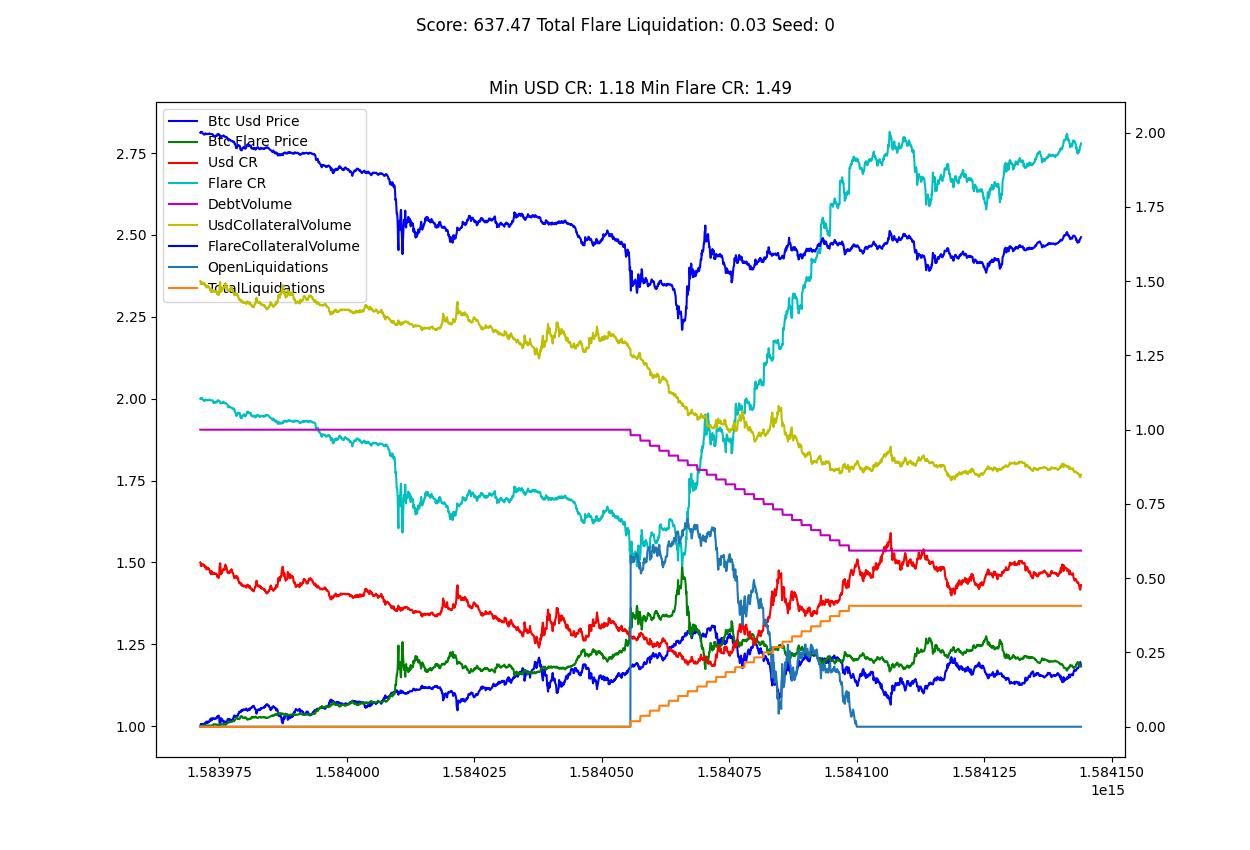 Score: 637.47 Total Flare Liquidation: 0.03 Seed: 0
Min USD CR: 1.18 Min Flare CR: 1.49
Btc Usd Price
Btc Flare Price
Usd CR
Flare CR
DebtVolume
UsdCollateralVolume
FlareCollateralVolume
OpenLiquidations
TotalLiquidations
2.75
2.50
2.25
2.00
1.75
1.50
1.25
1.00
2.00
1.75
1.50
1.25
1.00
0.75
0.50
0.25
0.00
1.583975 1.584000 1.584025 1.584050 1.584075 1.584100 1.584125 1.584150
1e15